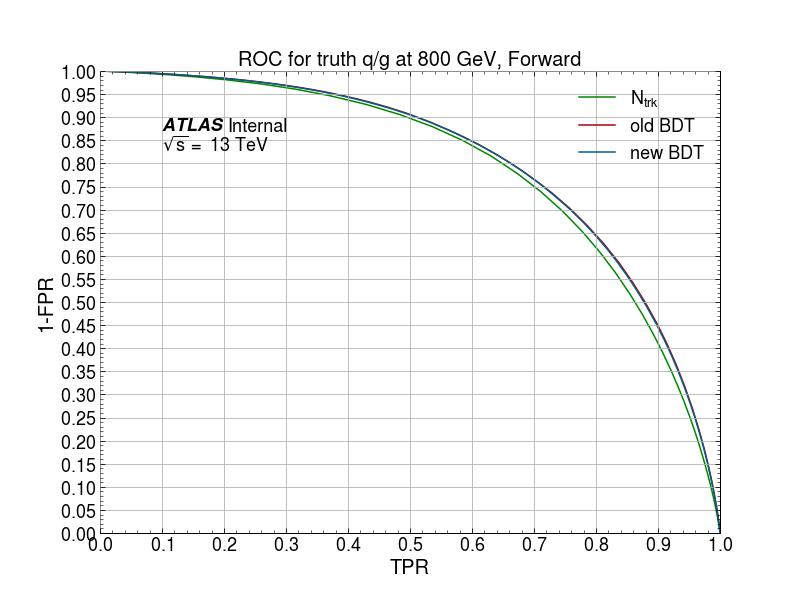 ROC for truth q/g at 800 GeV, Forward
1.00
0.95
0.90
0.85
0.80
0.75
0.70
0.65
0.60
0.55
0.50
0.45
0.40
0.35
0.30
0.25
0.20
0.15
0.10
0.05
0.00
1-FPR
ATLAS Internal
√s = 13 TeV
N_trk
old BDT
new BDT
0.0 0.1 0.2 0.3 0.4 0.5 0.6 0.7 0.8 0.9 1.0
TPR